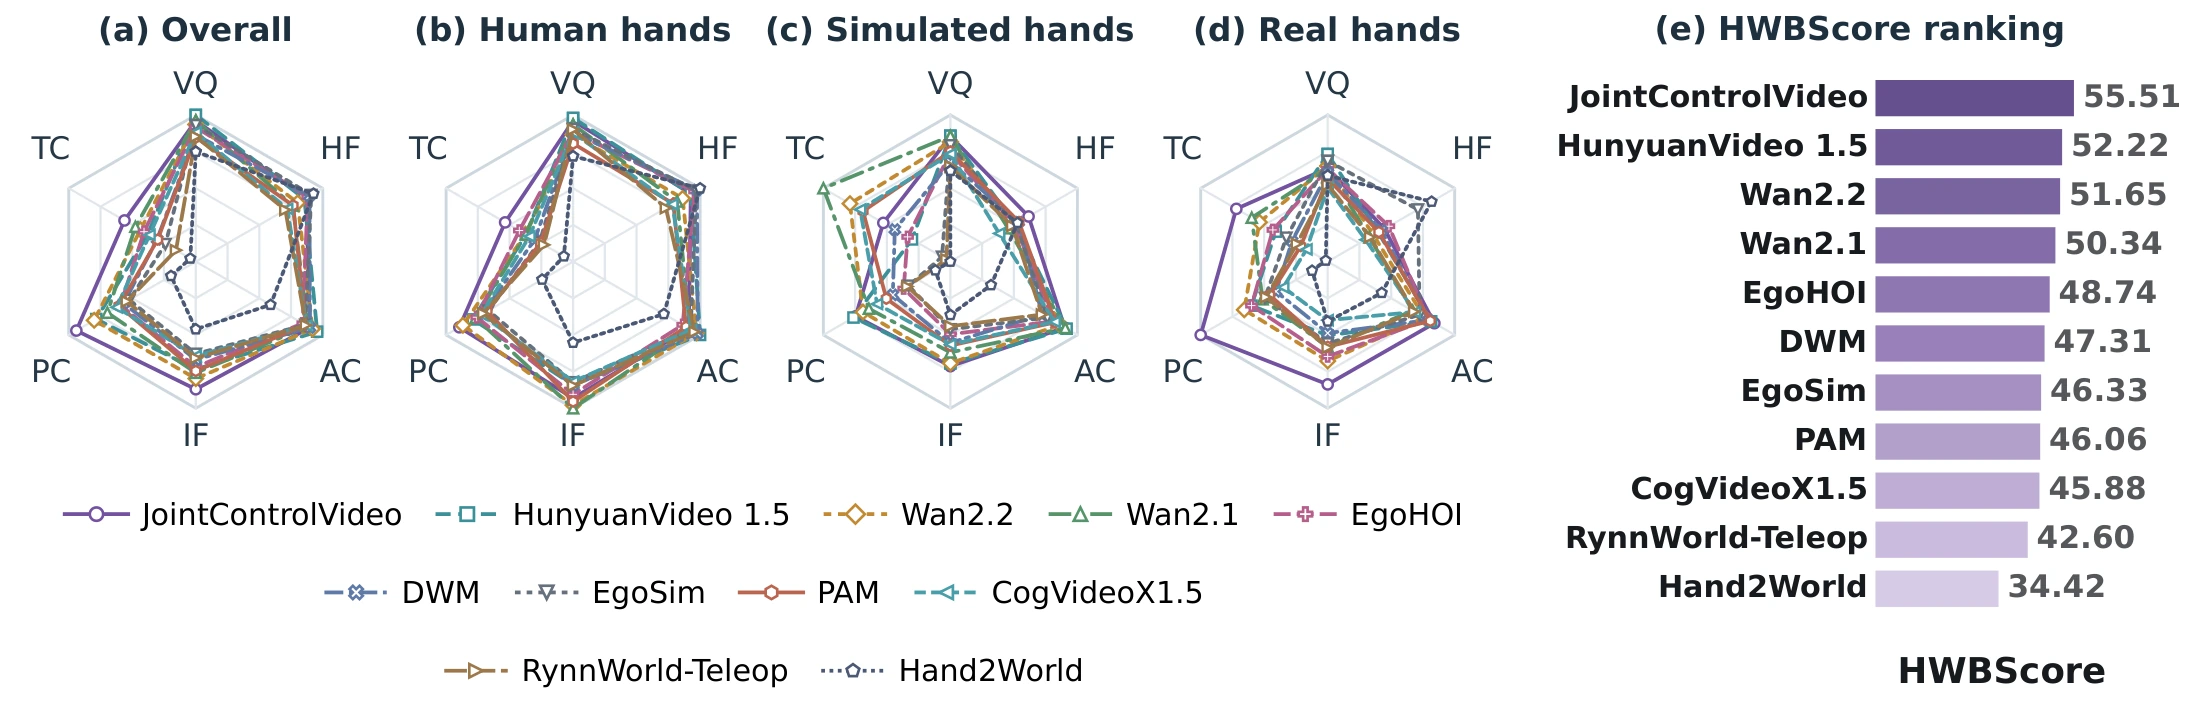 (a) Overall
VQ
TC
HF
PC
AC
IF
(b) Human hands
VQ
TC
HF
PC
AC
IF
(c) Simulated hands
VQ
TC
HF
PC
AC
IF
(d) Real hands
VQ
TC
HF
PC
AC
IF
JointControlVideo
HunyuanVideo 1.5
Wan2.2
Wan2.1
EgoHOI
DWM
EgoSim
PAM
CogVideoX1.5
RynnWorld-Teleop
Hand2World
(e) HWBScore ranking
JointControlVideo 55.51
HunyuanVideo 1.5 52.22
Wan2.2 51.65
Wan2.1 50.34
EgoHOI 48.74
DWM 47.31
EgoSim 46.33
PAM 46.06
CogVideoX1.5 45.88
RynnWorld-Teleop 42.60
Hand2World 34.42
HWBScore